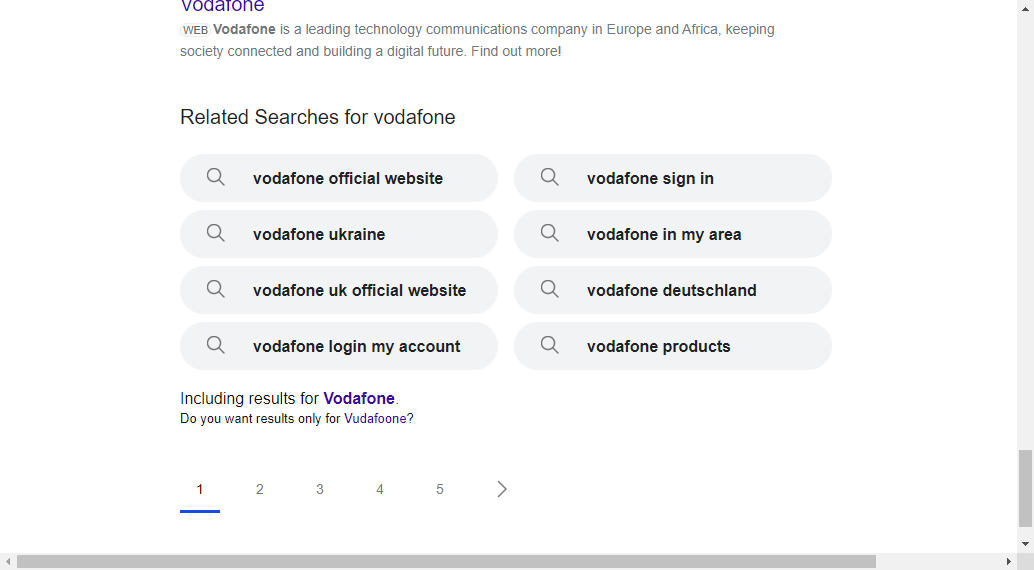 Vodafone
WEB Vodafone is a leading technology communications company in Europe and Africa, keeping
society connected and building a digital future. Find out more!
Related Searches for vodafone
vodafone official website
vodafone sign in
vodafone ukraine
vodafone in my area
vodafone uk official website
vodafone deutschland
vodafone login my account
vodafone products
Including results for Vodafone.
Do you want results only for Vudafoone?
1 2 3 4 5